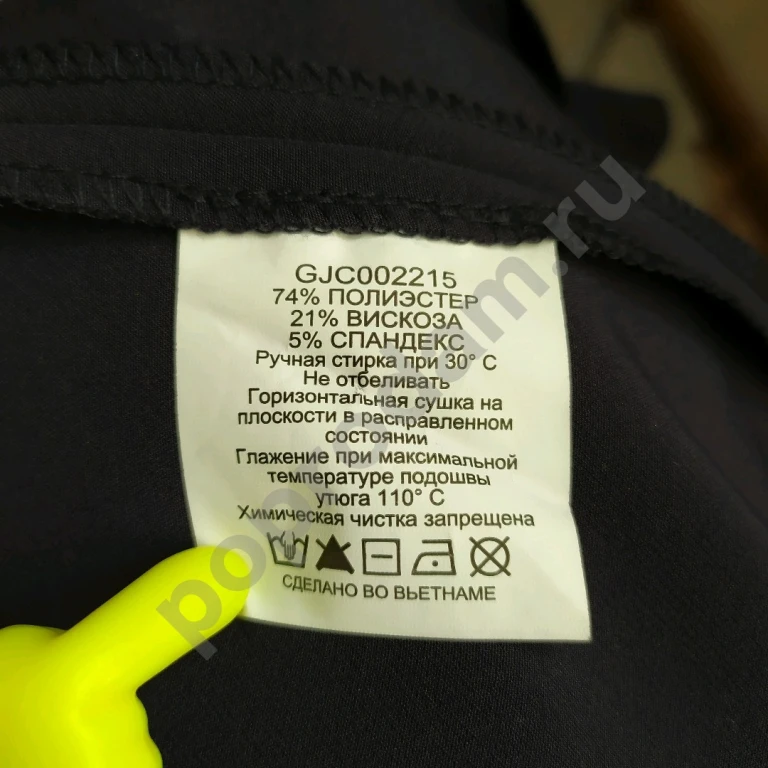 GJC002215
74% ПОЛИЭСТЕР
21% ВИСКОЗА
5% СПАНДЕКС
Ручная стирка при 30° С
Не отбеливать
Горизонтальная сушка на
плоскости в расправленном
состоянии
Глажение при максимальной
температуре подошвы
утюга 110° С
Химическая чистка запрещена
СДЕЛАНО ВО ВЬЕТНАМЕ